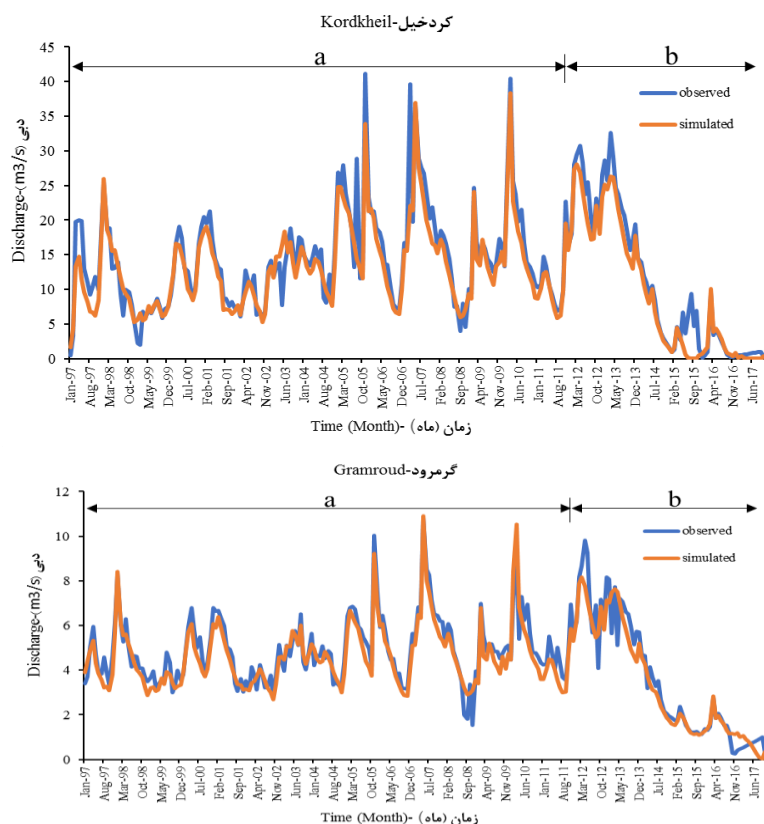 Kordkheil-کردخیل
a
b
observed
simulated
Discharge-(m3/s) دبی
45
40
35
30
25
20
15
10
5
0
Jan-97
Aug-97
Mar-98
Oct-98
May-99
Dec-99
Jul-00
Feb-01
Sep-01
Apr-02
Nov-02
Jun-03
Jan-04
Aug-04
Mar-05
Oct-05
May-06
Dec-06
Jul-07
Feb-08
Sep-08
Apr-09
Nov-09
Jun-10
Jan-11
Aug-11
Mar-12
Oct-12
May-13
Dec-13
Jul-14
Feb-15
Sep-15
Apr-16
Nov-16
Jun-17
Time (Month)- زمان (ماه)
Gramroud-گرمرود
a
b
observed
simulated
Discharge-(m3/s) دبی
12
10
8
6
4
2
0
Jan-97
Aug-97
Mar-98
Oct-98
May-99
Dec-99
Jul-00
Feb-01
Sep-01
Apr-02
Nov-02
Jun-03
Jan-04
Aug-04
Mar-05
Oct-05
May-06
Dec-06
Jul-07
Feb-08
Sep-08
Apr-09
Nov-09
Jun-10
Jan-11
Aug-11
Mar-12
Oct-12
May-13
Dec-13
Jul-14
Feb-15
Sep-15
Apr-16
Nov-16
Jun-17
Time (Month)- زمان (ماه)